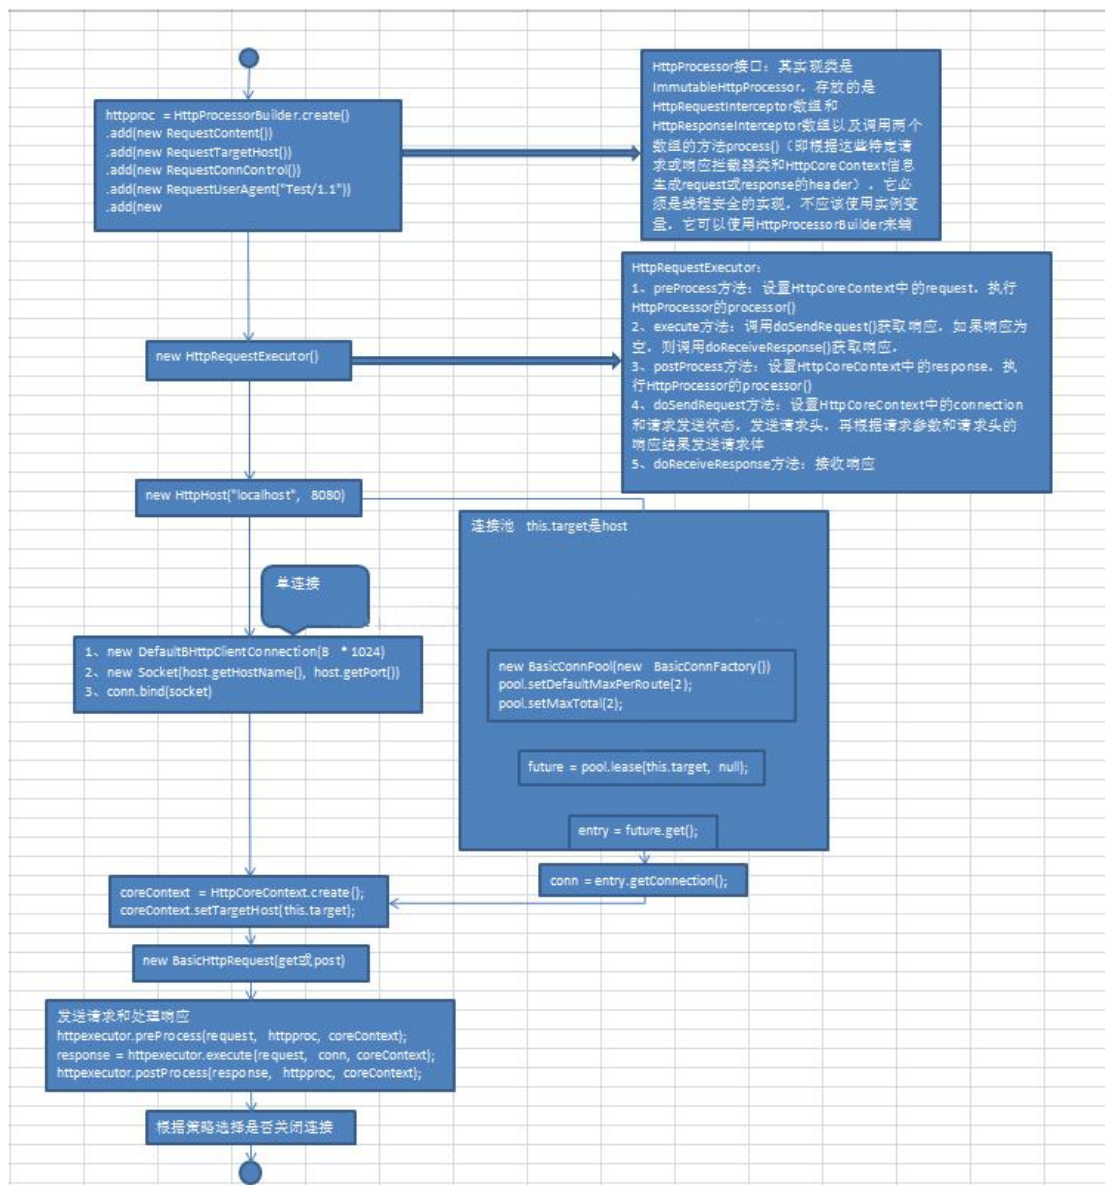 httpproc = HttpProcessorBuilder.create()
.add(new RequestContent())
.add(new RequestTargetHost())
.add(new RequestConnControl())
.add(new RequestUserAgent("Test/1.1"))
.add(new
HttpProcessor接口：其实现类是
ImmutableHttpProcessor，存放的是
HttpRequestInterceptor数组和
HttpResponseInterceptor数组以及调用两个
数组的方法process()（即根据这些特定请
求或响应拦截器类和HttpCoreContext信息
生成request或response的header），它必
须是线程安全的实现，不应该使用实例变
量，它可以使用HttpProcessorBuilder来辅
HttpRequestExecutor：
1、preProcess方法：设置HttpCoreContext中的request，执行
HttpProcessor的processor()
2、execute方法：调用doSendRequest()获取响应，如果响应为
空，则调用doReceiveResponse()获取响应，
3、postProcess方法：设置HttpCoreContext中的response，执
行HttpProcessor的processor()
4、doSendRequest方法：设置HttpCoreContext中的connection
和请求发送状态，发送请求头，再根据请求参数和请求头的
响应结果发送请求体
5、doReceiveResponse方法：接收响应
new HttpRequestExecutor()
new HttpHost("localhost", 8080)
连接池 this.target是host
单连接
1、new DefaultBHttpClientConnection(8 * 1024)
2、new Socket(host.getHostName(), host.getPort())
3、conn.bind(socket)
new BasicConnPool(new BasicConnFactory())
pool.setDefaultMaxPerRoute(2);
pool.setMaxTotal(2);
future = pool.lease(this.target, null);
entry = future.get();
conn = entry.getConnection();
coreContext = HttpCoreContext.create();
coreContext.setTargetHost(this.target);
new BasicHttpRequest(get或post)
发送请求和处理响应
httpexecutor.preProcess(request, httpproc, coreContext);
response = httpexecutor.execute(request, conn, coreContext);
httpexecutor.postProcess(response, httpproc, coreContext);
根据策略选择是否关闭连接